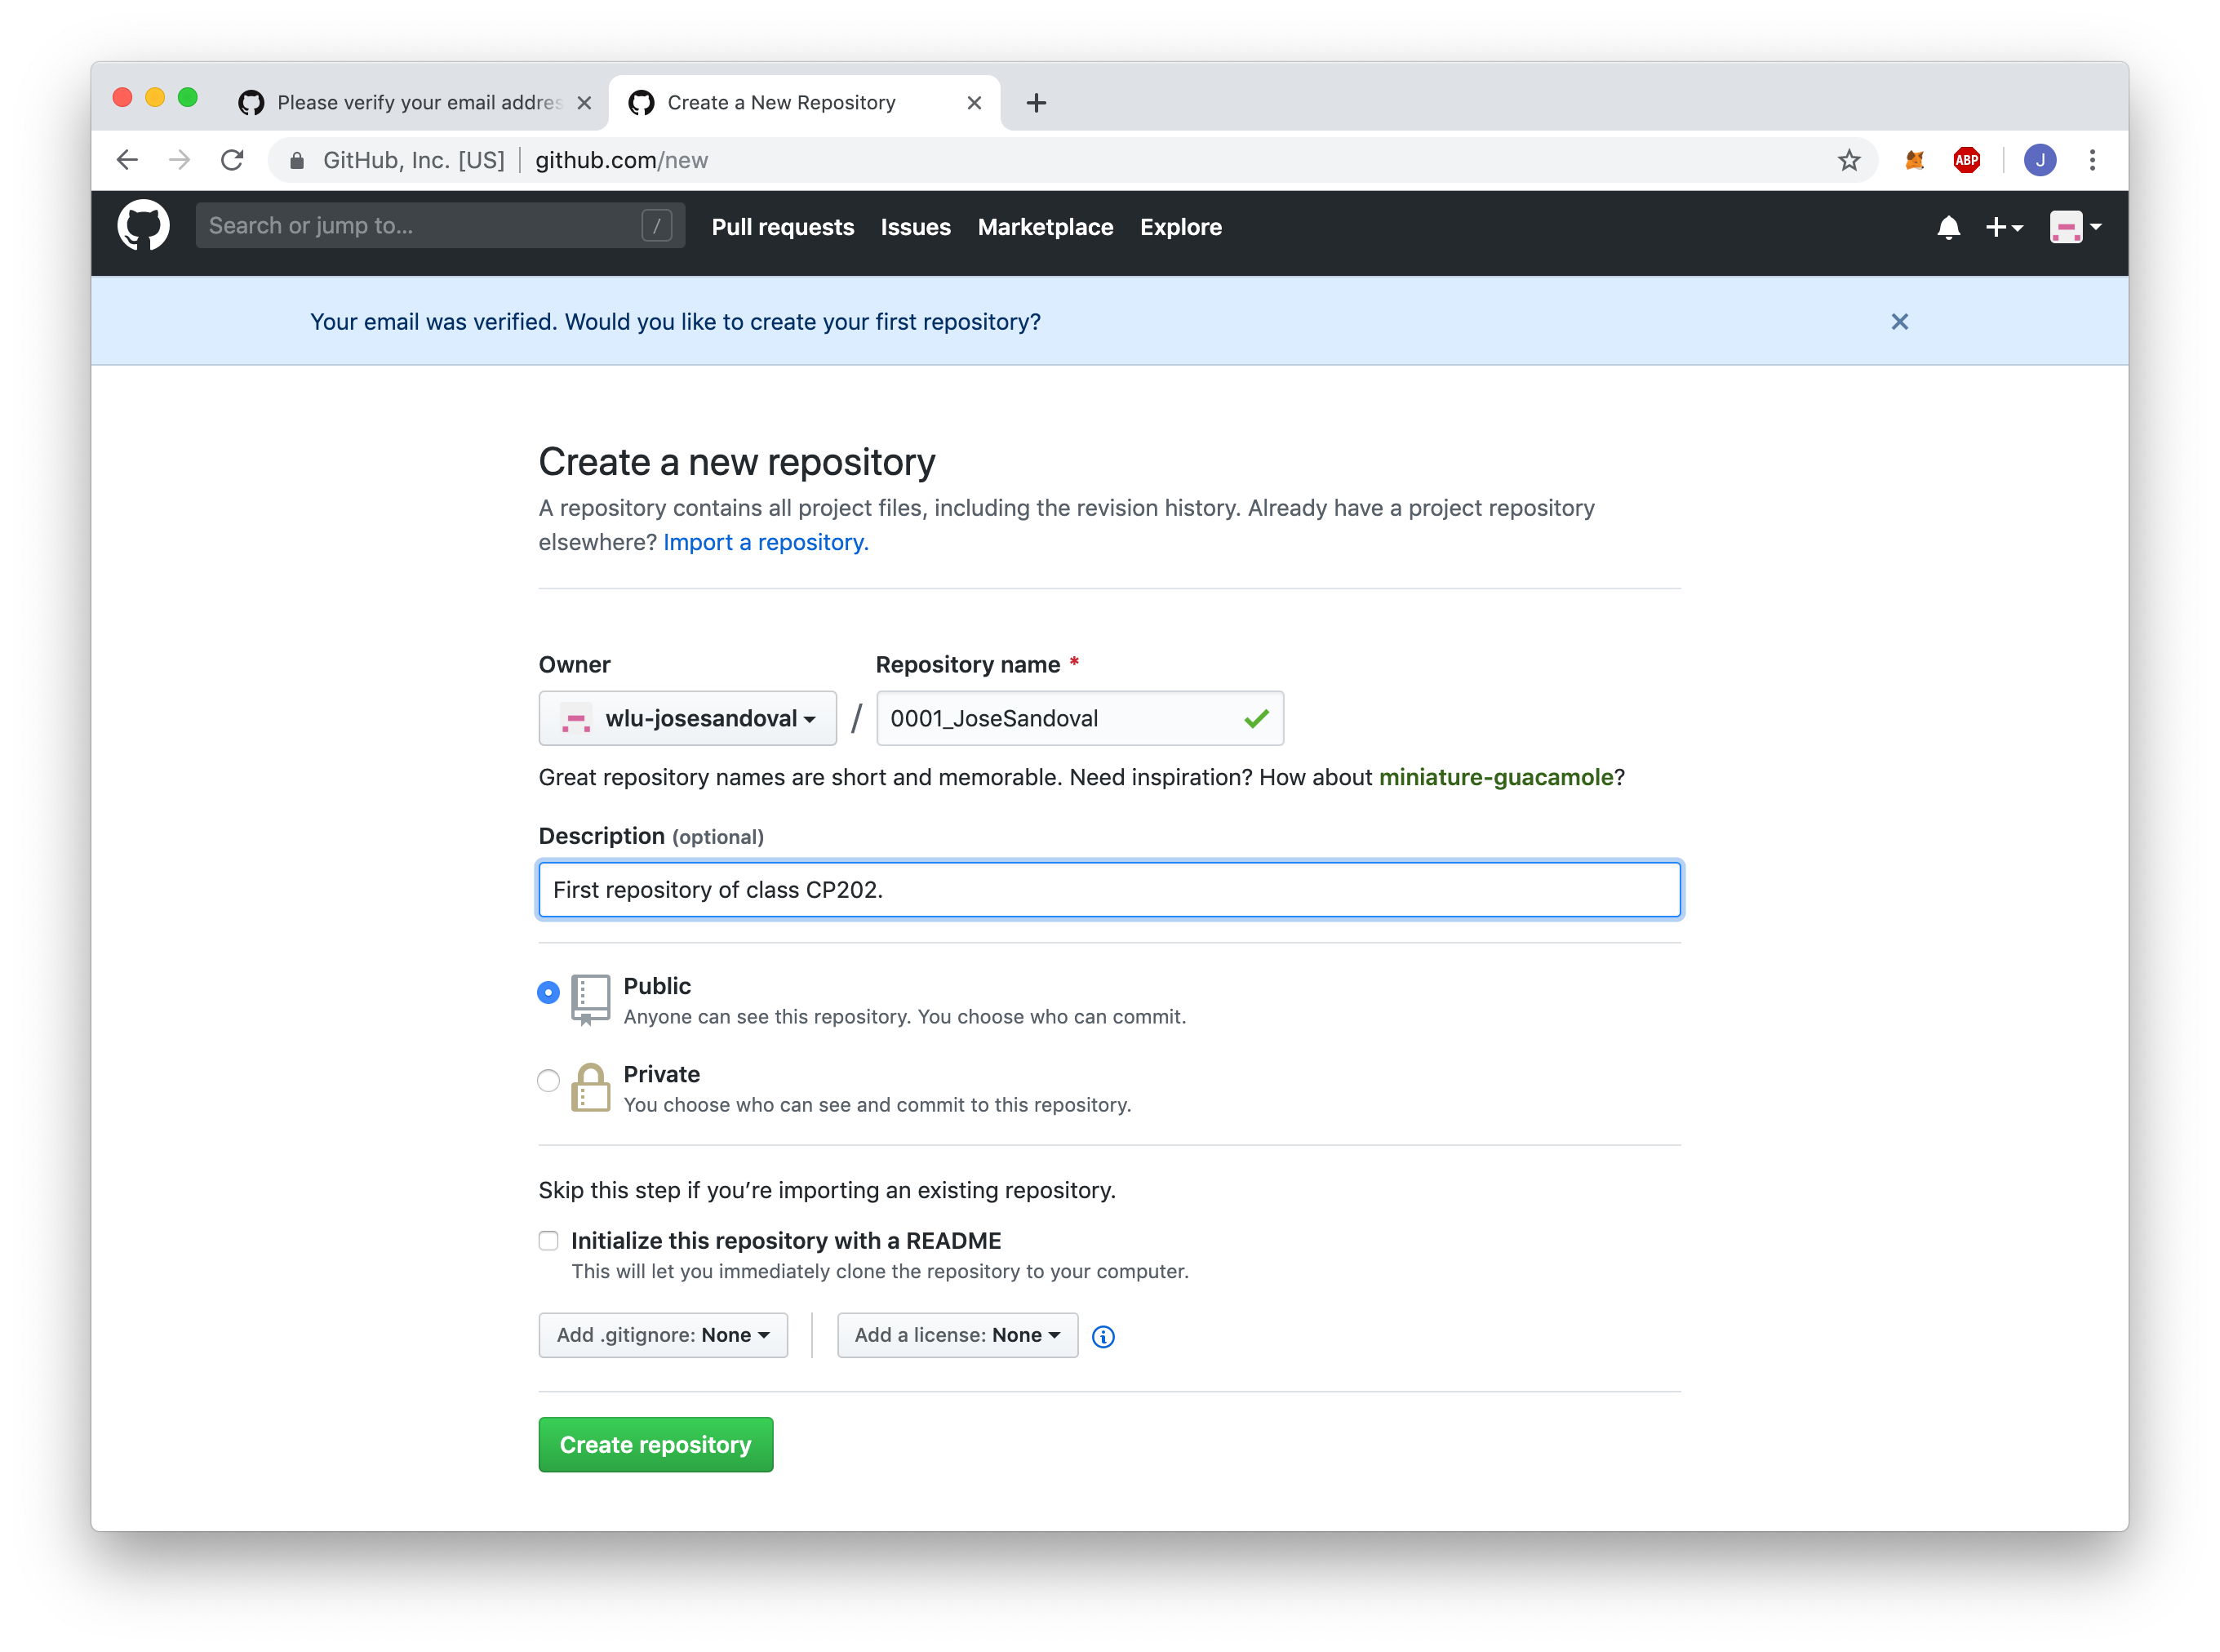 Please verify your email addres
Create a New Repository
GitHub, Inc. [US] github.com/new
ABP
J
Search or jump to...
/
Pull requests Issues Marketplace Explore
Your email was verified. Would you like to create your first repository?
Create a new repository
A repository contains all project files, including the revision history. Already have a project repository
elsewhere? Import a repository.
Owner Repository name *
wlu-josesandoval / 0001_JoseSandoval
Great repository names are short and memorable. Need inspiration? How about miniature-guacamole?
Description (optional)
First repository of class CP202.
Public
Anyone can see this repository. You choose who can commit.
Private
You choose who can see and commit to this repository.
Skip this step if you’re importing an existing repository.
Initialize this repository with a README
This will let you immediately clone the repository to your computer.
Add .gitignore: None Add a license: None
Create repository